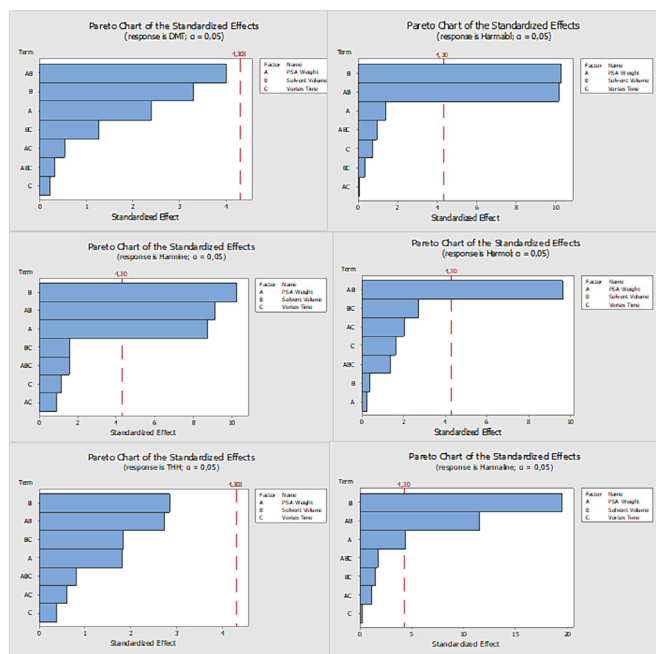 Pareto Chart of the Standardized Effects
(response is DMT; α = 0,05)
Term
4,303
Factor Name
A PSA Weight
B Solvent Volume
C Vortex Time
AB
B
A
BC
AC
ABC
C
0 1 2 3 4
Standardized Effect
Pareto Chart of the Standardized Effects
(response is Harmabl; α = 0,05)
Term
4,30
Factor Name
A PSA Weight
B Solvent Volume
C Vortex Time
B
AB
A
ABC
C
BC
AC
0 2 4 6 8 10
Standardized Effect
Pareto Chart of the Standardized Effects
(response is Harmine; α = 0,05)
Term
4,30
Factor Name
A PSA Weight
B Solvent Volume
C Vortex Time
B
AB
A
BC
ABC
C
AC
0 2 4 6 8 10
Standardized Effect
Pareto Chart of the Standardized Effects
(response is Harmol; α = 0,05)
Term
4,30
Factor Name
A PSA Weight
B Solvent Volume
C Vortex Time
AB
BC
AC
C
ABC
B
A
0 2 4 6 8 10
Standardized Effect
Pareto Chart of the Standardized Effects
(response is THH; α = 0,05)
Term
4,303
Factor Name
A PSA Weight
B Solvent Volume
C Vortex Time
B
AB
BC
A
ABC
AC
C
0 1 2 3 4
Standardized Effect
Pareto Chart of the Standardized Effects
(response is Harmaline; α = 0,05)
Term
4,30
Factor Name
A PSA Weight
B Solvent Volume
C Vortex Time
B
AB
A
ABC
BC
AC
C
0 5 10 15 20
Standardized Effect